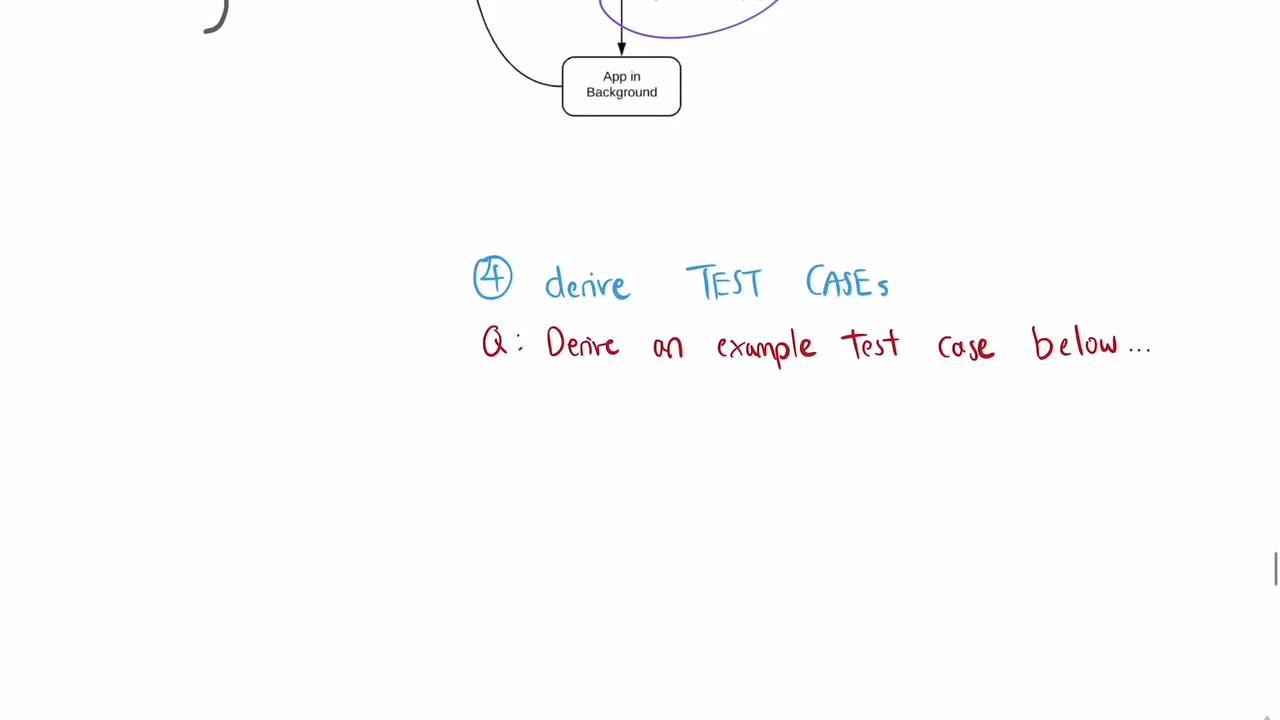 App in
Background
④ derive TEST CASEs
Q: Derive an example test case below...